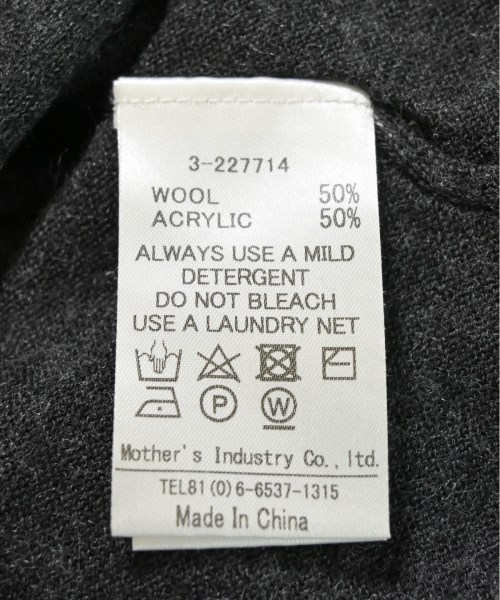 3-227714
WOOL 50%
ACRYLIC 50%
ALWAYS USE A MILD
DETERGENT
DO NOT BLEACH
USE A LAUNDRY NET
P W
Mother's Industry Co., ltd.
TEL81(0)6-6537-1315
Made In China